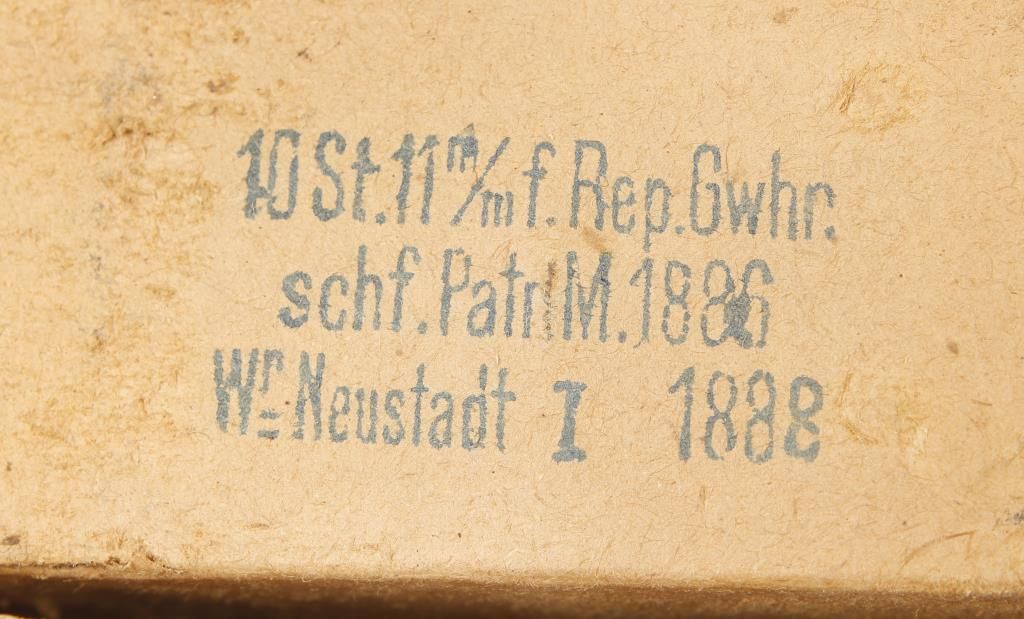 10 St. 11 m/m f. Rep. Gwhr.
schf. Patr. M. 1886
Wr. Neustadt I 1888